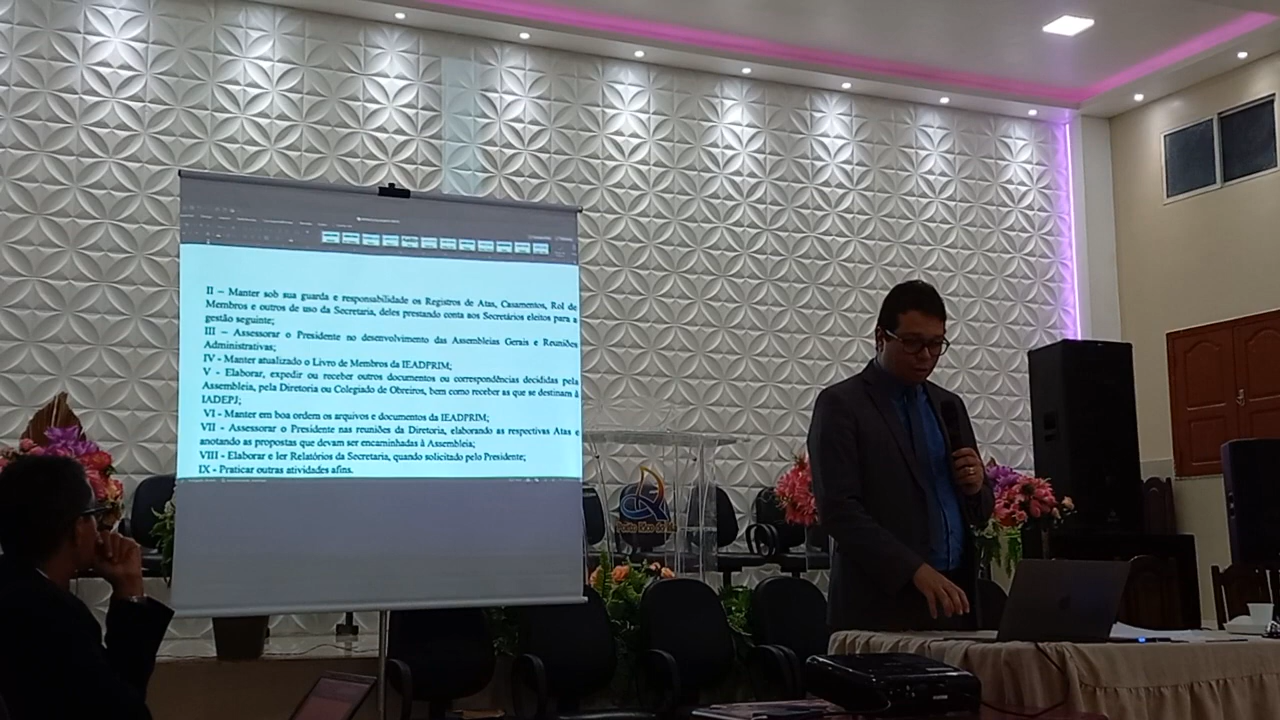 II – Manter sob sua guarda e responsabilidade os Registros de Atas, Casamentos, Rol de
Membros e outros de uso da Secretaria, deles prestando conta aos Secretários eleitos para a
gestão seguinte;
III – Assessorar o Presidente no desenvolvimento das Assembleias Gerais e Reuniões
Administrativas;
IV - Manter atualizado o Livro de Membros da IEADPRIM;
V - Elaborar, expedir ou receber outros documentos ou correspondências decididas pela
Assembleia, pela Diretoria ou Colegiado de Obreiros, bem como receber as que se destinam à
IADEPJ;
VI - Manter em boa ordem os arquivos e documentos da IEADPRIM;
VII - Assessorar o Presidente nas reuniões da Diretoria, elaborando as respectivas Atas e
anotando as propostas que devam ser encaminhadas à Assembleia;
VIII - Elaborar e ler Relatórios da Secretaria, quando solicitado pelo Presidente;
IX - Praticar outras atividades afins.
Porto Rico do